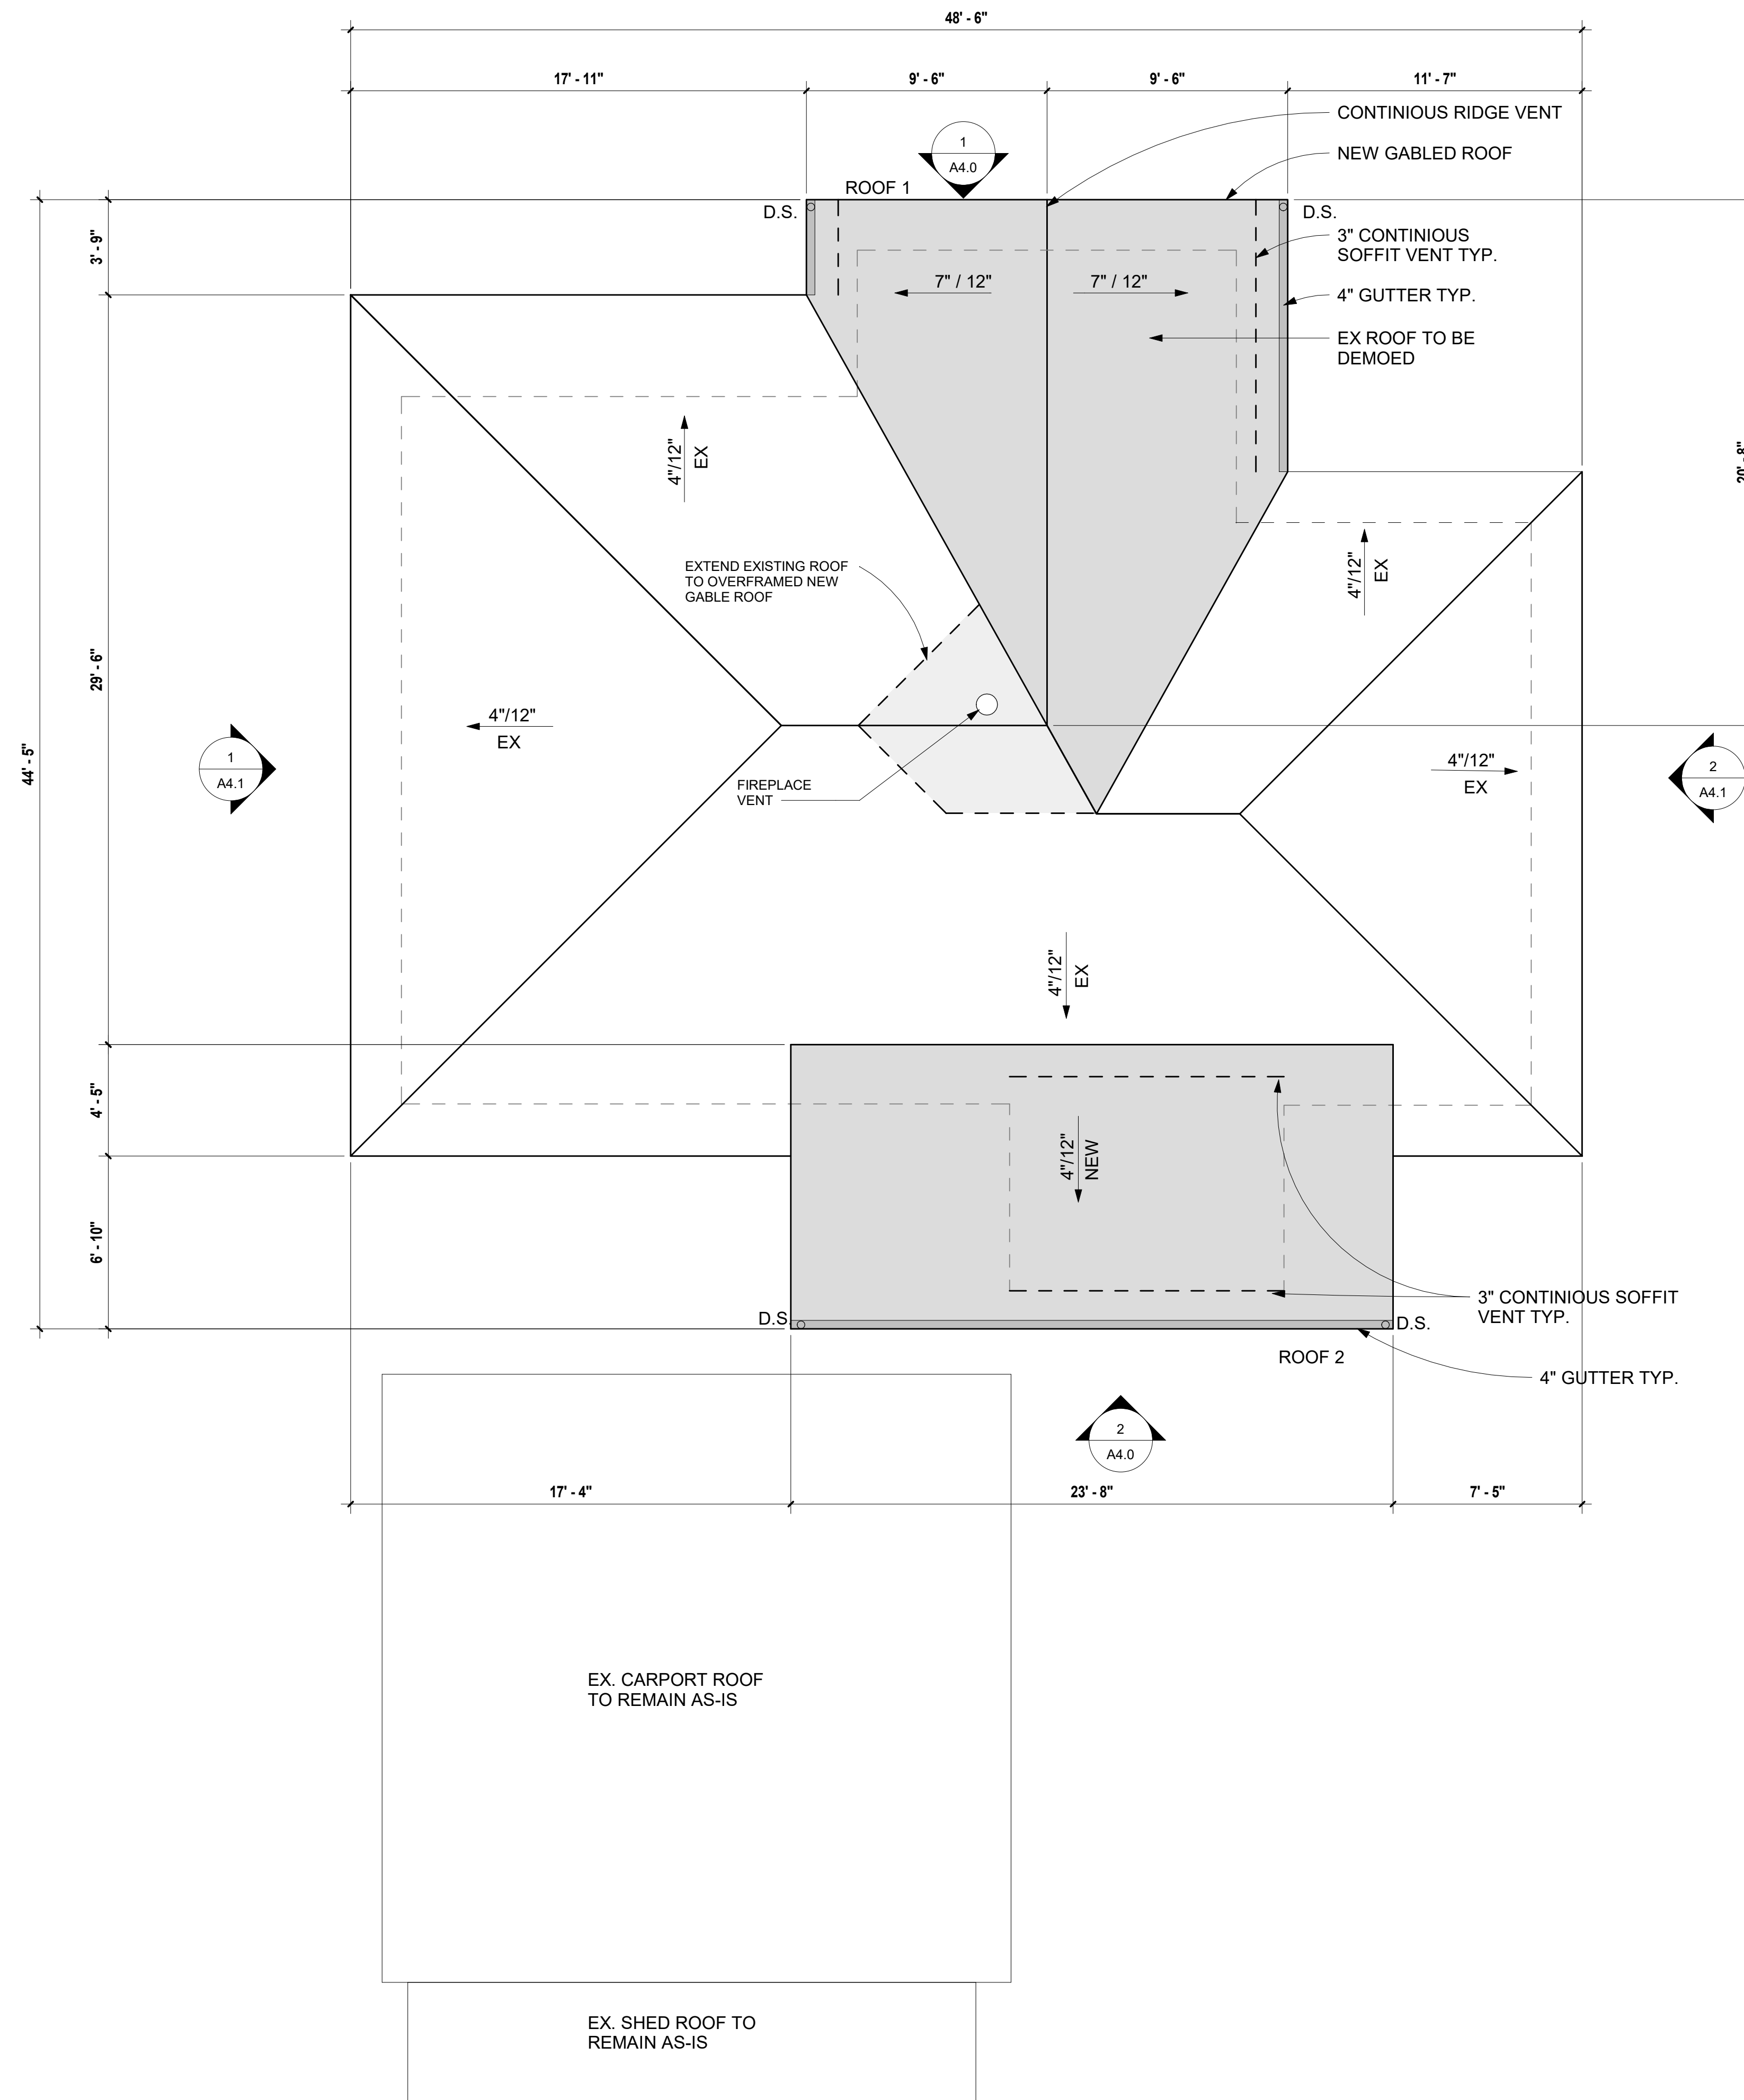 48' - 6"
17' - 11"
9' - 6"
9' - 6"
11' - 7"
CONTINIOUS RIDGE VENT
1
A4.0
NEW GABLED ROOF
ROOF 1
D.S.
D.S.
3" CONTINIOUS
SOFFIT VENT TYP.
3' - 9"
7" / 12"
7" / 12"
4" GUTTER TYP.
EX ROOF TO BE
DEMOED
4"/12"
EX
20' - 8"
EXTEND EXISTING ROOF
TO OVERFRAMED NEW
GABLE ROOF
4"/12"
EX
29' - 6"
44' - 5"
1
A4.1
4"/12"
EX
FIREPLACE
VENT
4"/12"
EX
2
A4.1
4"/12"
EX
4' - 5"
4"/12"
NEW
6' - 10"
3" CONTINIOUS SOFFIT
VENT TYP.
D.S.
D.S.
ROOF 2
4" GUTTER TYP.
2
A4.0
17' - 4"
23' - 8"
7' - 5"
EX. CARPORT ROOF
TO REMAIN AS-IS
EX. SHED ROOF TO
REMAIN AS-IS